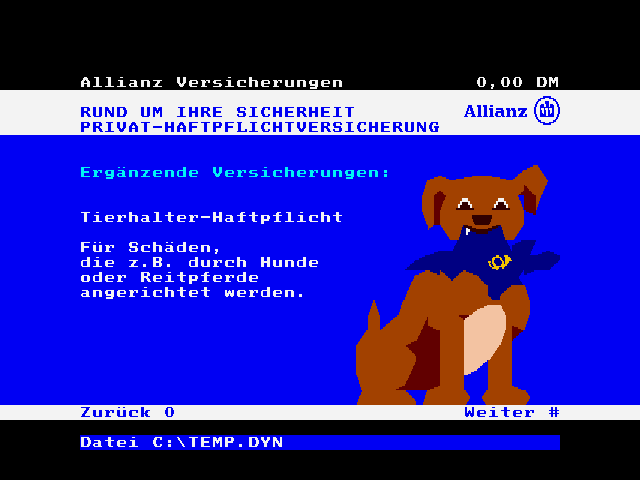 Allianz Versicherungen 0,00 DM
RUND UM IHRE SICHERHEIT Allianz
PRIVAT-HAFTPFLICHTVERSICHERUNG
Ergänzende Versicherungen:
Tierhalter-Haftpflicht
Für Schäden,
die z.B. durch Hunde
oder Reitpferde
angerichtet werden.
Zurück 0 Weiter #
Datei C:\TEMP.DYN